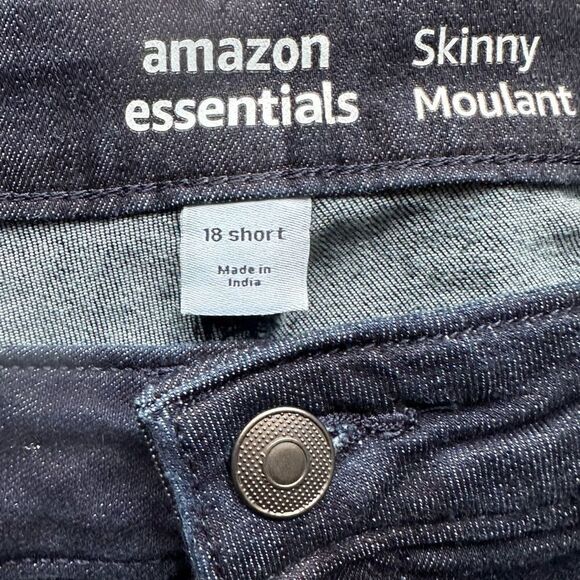 amazon
essentials
Skinny
Moulant
18 short
Made in
India